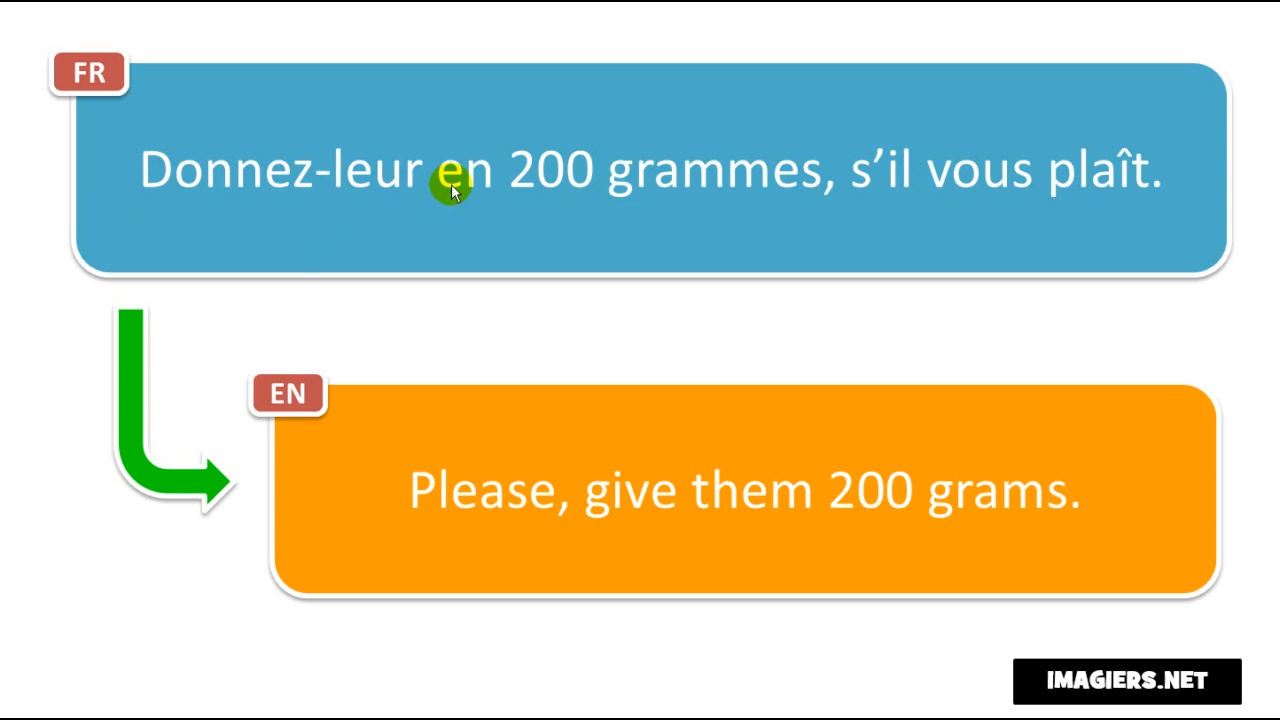 FR
Donnez-leur en 200 grammes, s’il vous plaît.
EN
Please, give them 200 grams.
IMAGIERS.NET